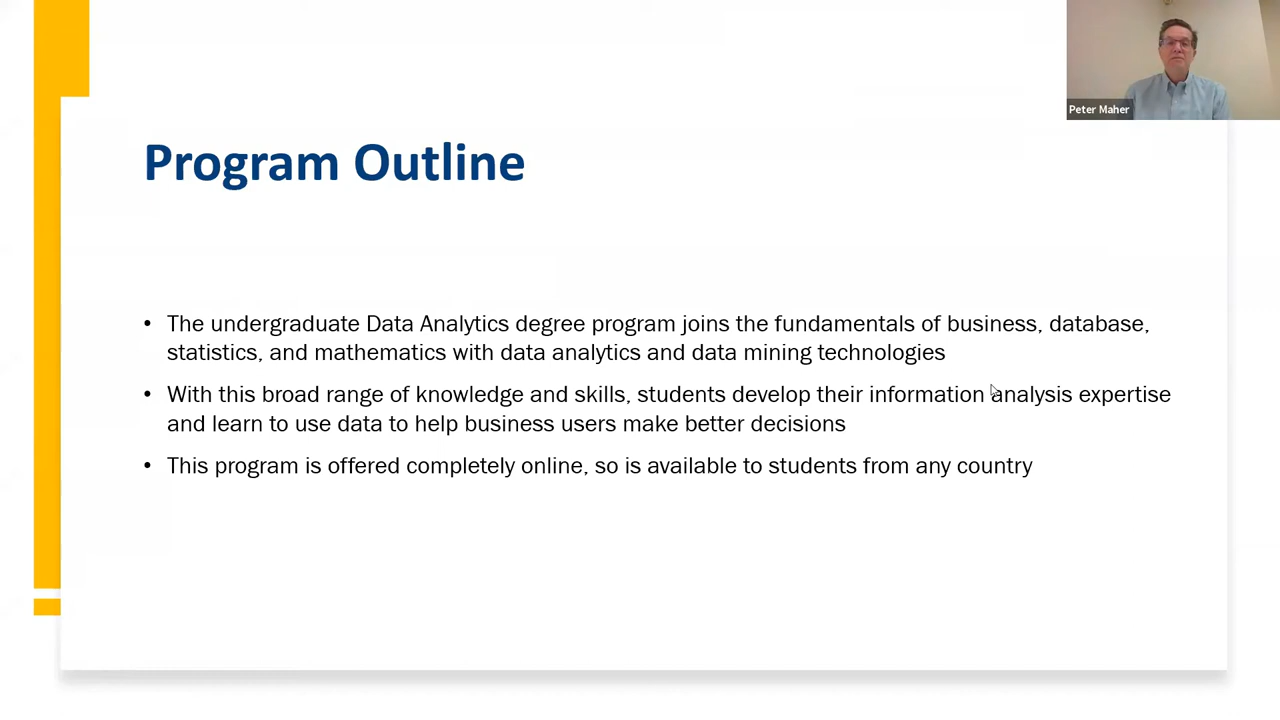 Peter Maher
Program Outline
• The undergraduate Data Analytics degree program joins the fundamentals of business, database,
statistics, and mathematics with data analytics and data mining technologies
• With this broad range of knowledge and skills, students develop their information analysis expertise
and learn to use data to help business users make better decisions
• This program is offered completely online, so is available to students from any country